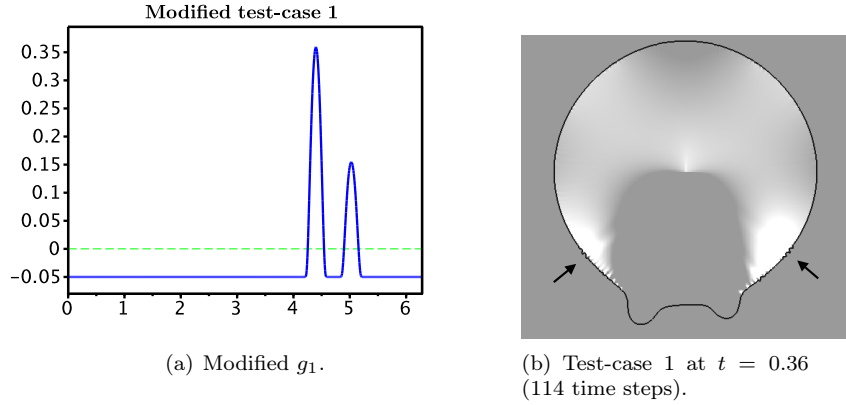 Modified test-case 1
0.35
0.3
0.25
0.2
0.15
0.1
0.05
0
−0.05
0 1 2 3 4 5 6
(a) Modified g₁.
(b) Test-case 1 at t = 0.36
(114 time steps).